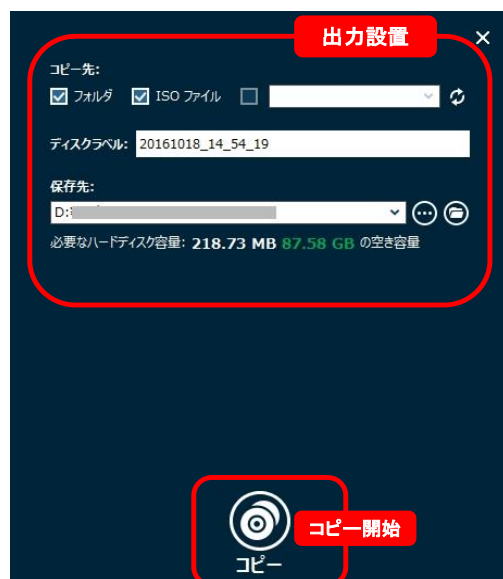 出力設置
コピー先:
フォルダ ISO ファイル
ディスクラベル: 20161018_14_54_19
保存先:
D:
必要なハードディスク容量: 218.73 MB 87.58 GB の空き容量
コピー開始
コピー